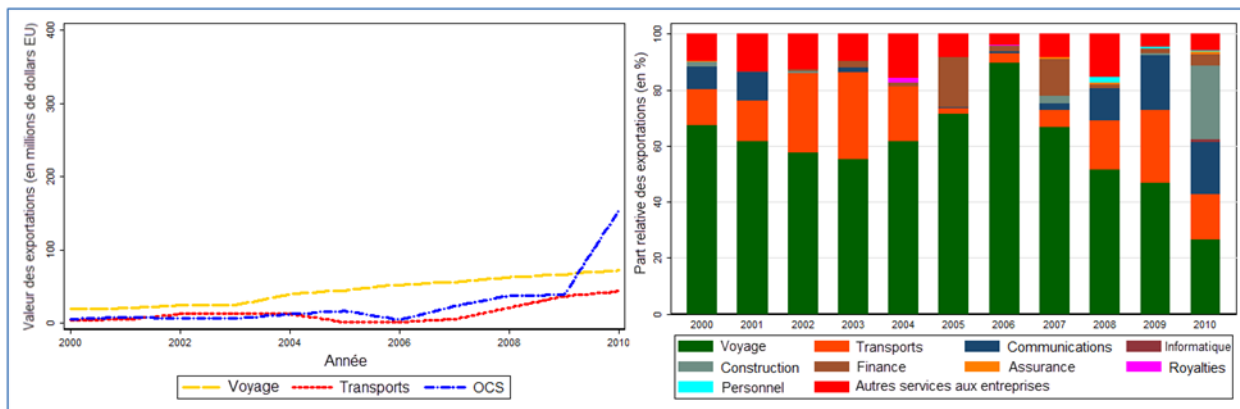 Valeur des exportations (en millions de dollars EU)
400
300
200
100
0
2000 2002 2004 2006 2008 2010
Année
Voyage Transports OCS
Part relative des exportations (en %)
100
80
60
40
20
0
2000 2001 2002 2003 2004 2005 2006 2007 2008 2009 2010
Voyage Transports Communications Informatique
Construction Finance Assurance Royalties
Personnel Autres services aux entreprises